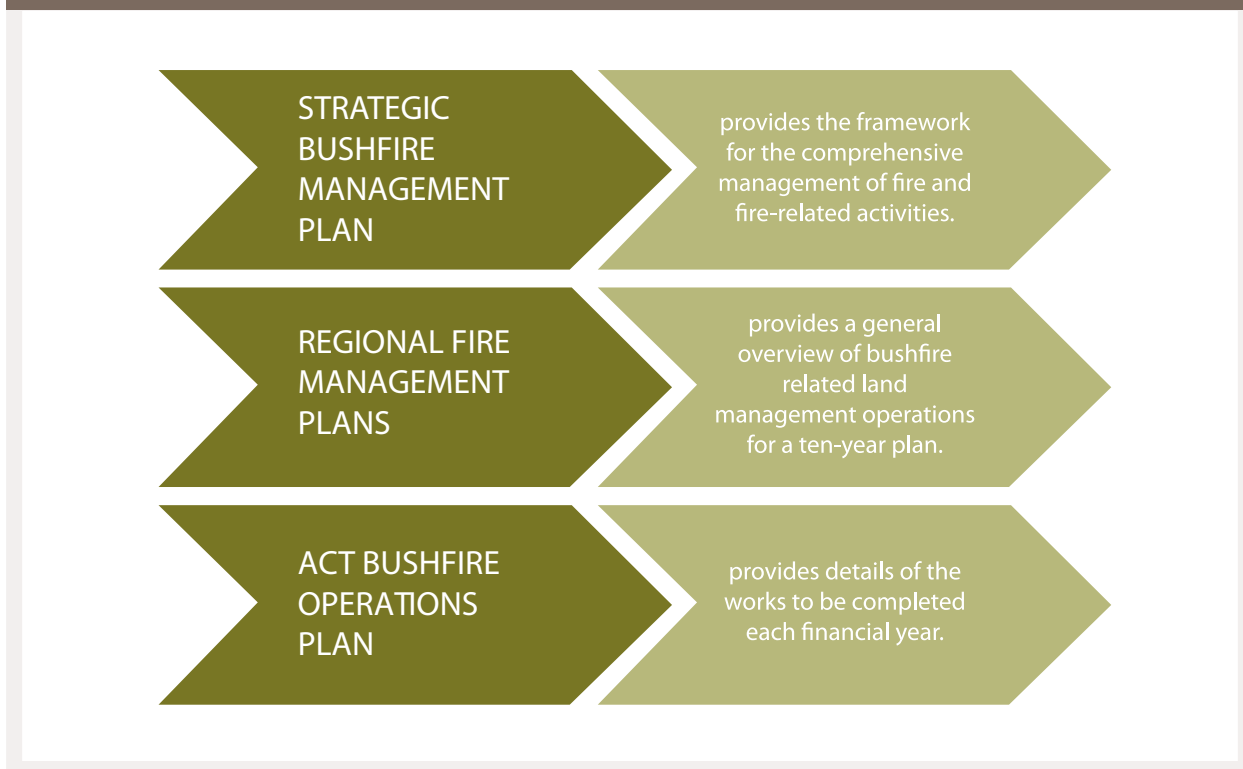 STRATEGIC
BUSHFIRE
MANAGEMENT
PLAN
provides the framework
for the comprehensive
management of fire and
fire-related activities.
REGIONAL FIRE
MANAGEMENT
PLANS
provides a general
overview of bushfire
related land
management operations
for a ten-year plan.
ACT BUSHFIRE
OPERATIONS
PLAN
provides details of the
works to be completed
each financial year.